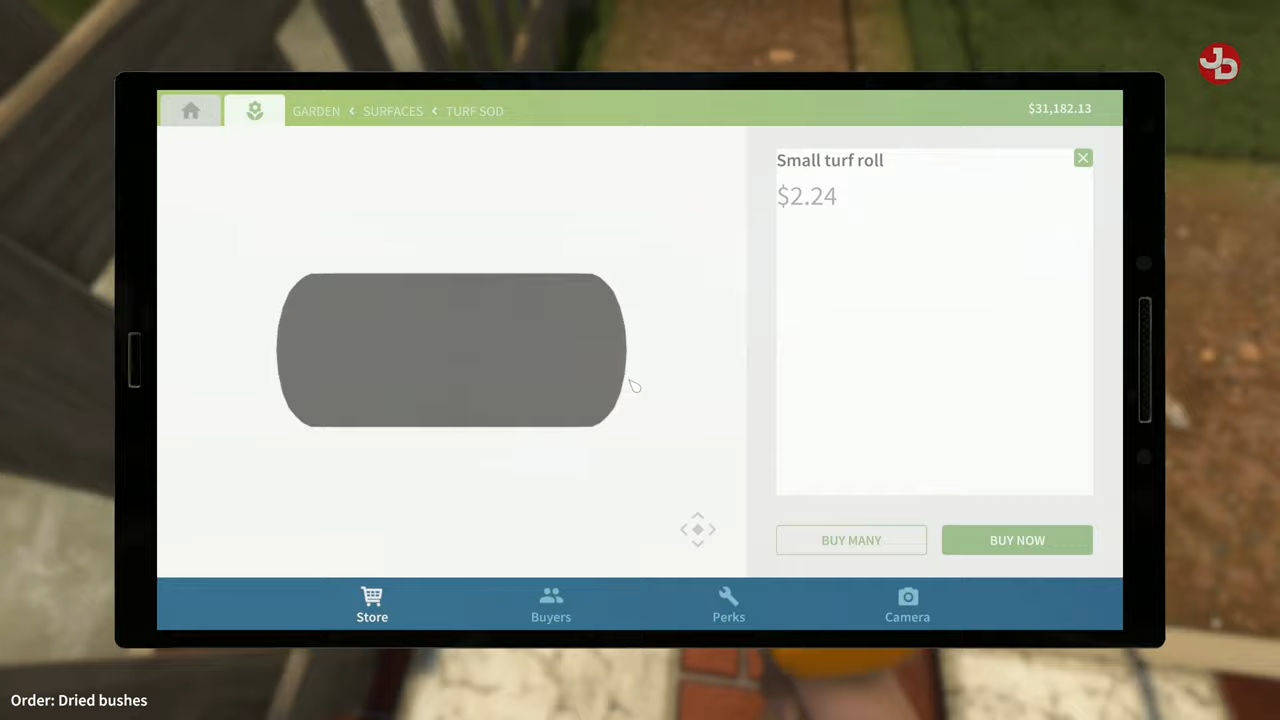 JD
GARDEN < SURFACES < TURF SOD
$31,182.13
Small turf roll
$2.24
BUY MANY
BUY NOW
Store
Buyers
Perks
Camera
Order: Dried bushes